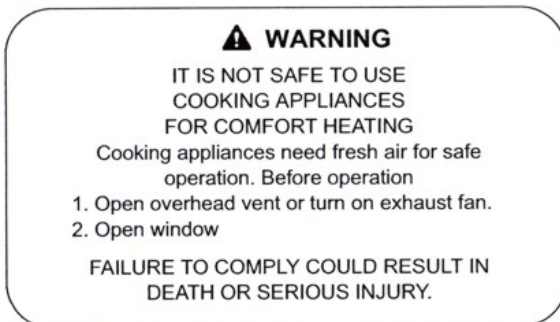 WARNING
IT IS NOT SAFE TO USE
COOKING APPLIANCES
FOR COMFORT HEATING
Cooking appliances need fresh air for safe
operation. Before operation
1. Open overhead vent or turn on exhaust fan.
2. Open window
FAILURE TO COMPLY COULD RESULT IN
DEATH OR SERIOUS INJURY.